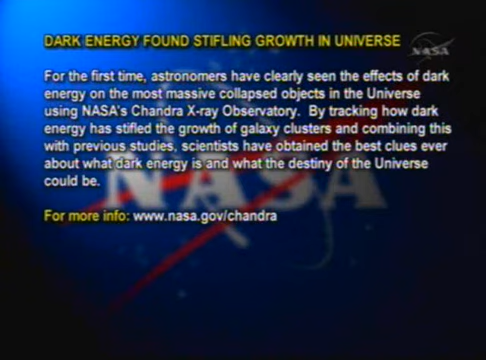 DARK ENERGY FOUND STIFLING GROWTH IN UNIVERSE
NASA
For the first time, astronomers have clearly seen the effects of dark
energy on the most massive collapsed objects in the Universe
using NASA's Chandra X-ray Observatory.  By tracking how dark
energy has stifled the growth of galaxy clusters and combining this
with previous studies, scientists have obtained the best clues ever
about what dark energy is and what the destiny of the Universe
could be.
NASA
For more info: www.nasa.gov/chandra